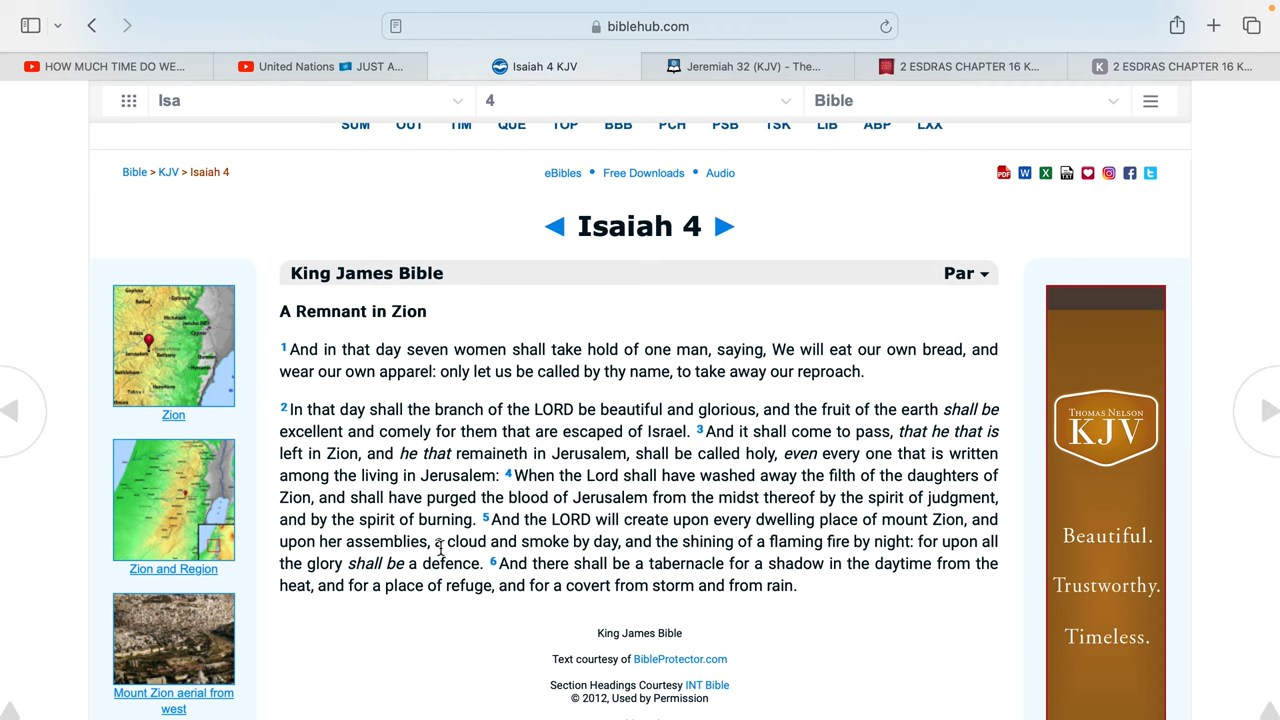 biblehub.com
HOW MUCH TIME DO WE...
United Nations 🇰🇿 JUST A...
Isaiah 4 KJV
Jeremiah 32 (KJV) - The...
2 ESDRAS CHAPTER 16 K...
K 2 ESDRAS CHAPTER 16 K...
Isa
4
Bible
SUM OUT TIM QUE TOP BBB PCH PSB TSK LIB ABP LXX
Bible > KJV > Isaiah 4
eBibles • Free Downloads • Audio
PDF W X TXT
◄ Isaiah 4 ►
King James Bible
Par
A Remnant in Zion
1 And in that day seven women shall take hold of one man, saying, We will eat our own bread, and
wear our own apparel: only let us be called by thy name, to take away our reproach.
2 In that day shall the branch of the LORD be beautiful and glorious, and the fruit of the earth shall be
excellent and comely for them that are escaped of Israel. 3 And it shall come to pass, that he that is
left in Zion, and he that remaineth in Jerusalem, shall be called holy, even every one that is written
among the living in Jerusalem: 4 When the Lord shall have washed away the filth of the daughters of
Zion, and shall have purged the blood of Jerusalem from the midst thereof by the spirit of judgment,
and by the spirit of burning. 5 And the LORD will create upon every dwelling place of mount Zion, and
upon her assemblies, a cloud and smoke by day, and the shining of a flaming fire by night: for upon all
the glory shall be a defence. 6 And there shall be a tabernacle for a shadow in the daytime from the
heat, and for a place of refuge, and for a covert from storm and from rain.
King James Bible
Text courtesy of BibleProtector.com
Section Headings Courtesy INT Bible
© 2012, Used by Permission
Zion
Zion and Region
Mount Zion aerial from
west
THOMAS NELSON
KJV
Beautiful.
Trustworthy.
Timeless.